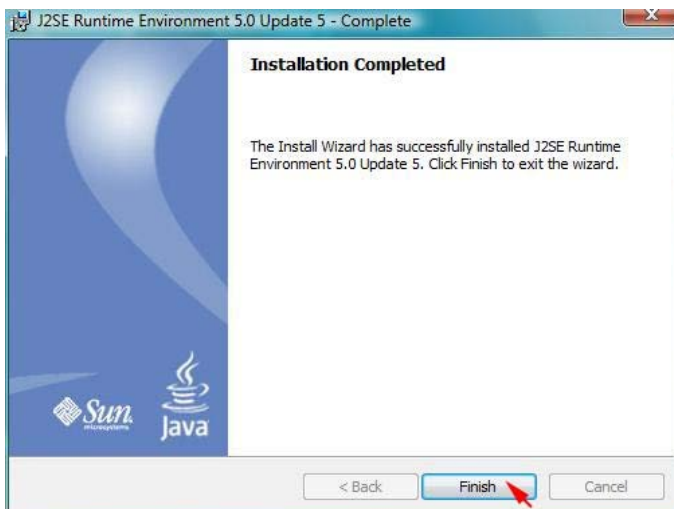 J2SE Runtime Environment 5.0 Update 5 - Complete
X
Installation Completed
The Install Wizard has successfully installed J2SE Runtime
Environment 5.0 Update 5. Click Finish to exit the wizard.
Sun
microsystems
Java
< Back
Finish
Cancel